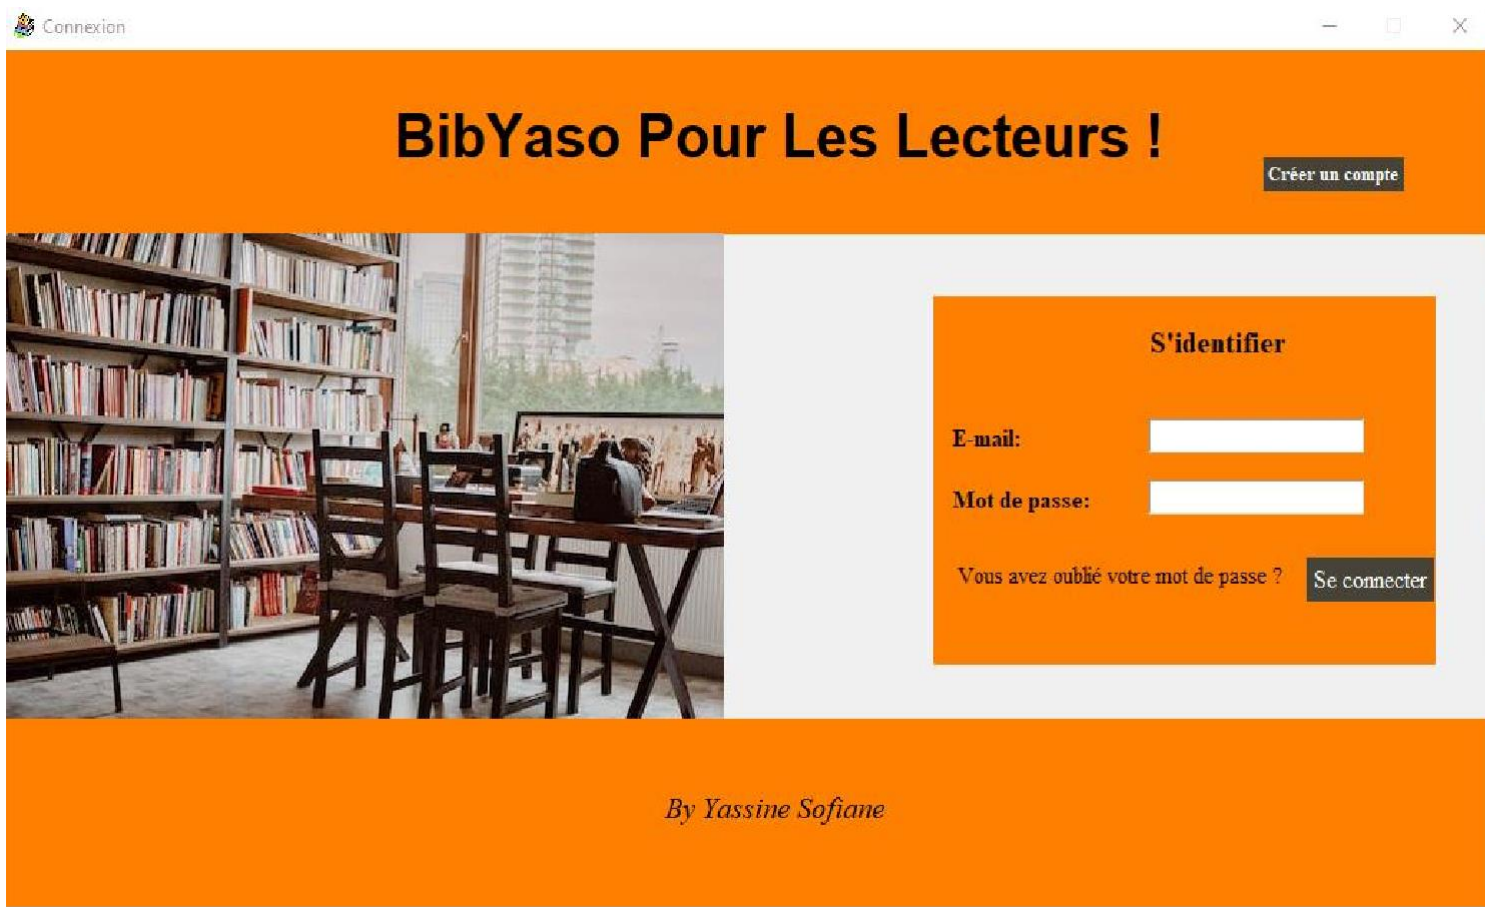 Connexion
BibYaso Pour Les Lecteurs !
Créer un compte
S'identifier
E-mail:
Mot de passe:
Vous avez oublié votre mot de passe ?
Se connecter
By Yassine Sofiane